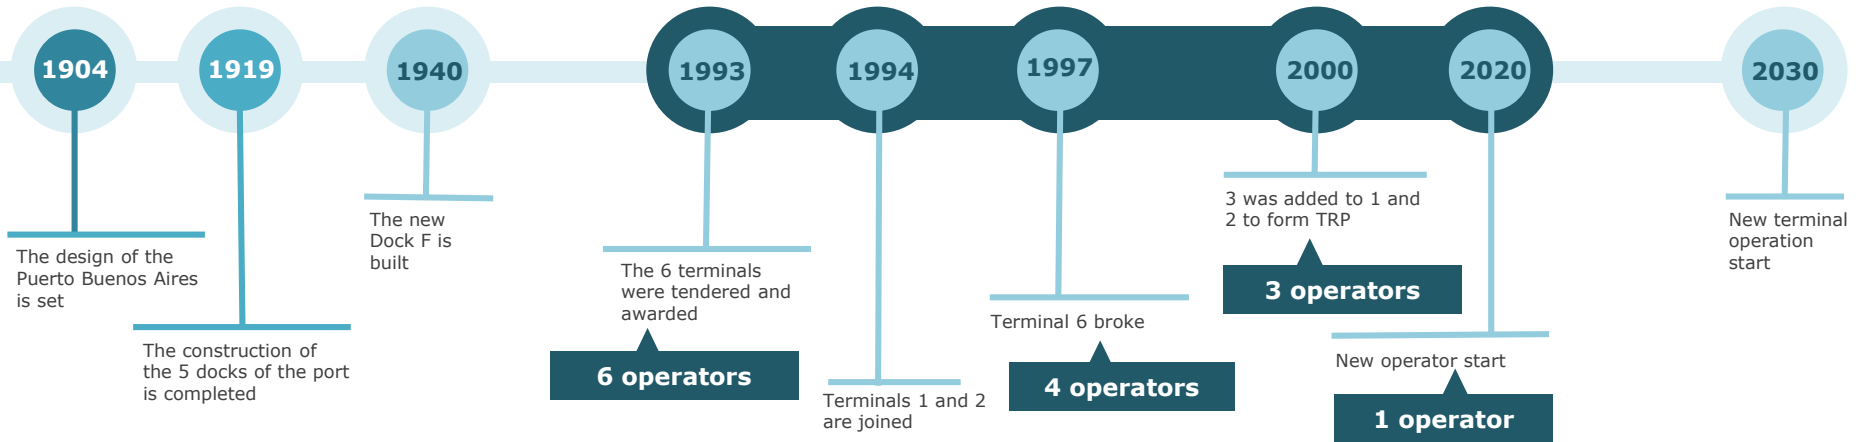 1904
1919
1940
1993
1994
1997
2000
2020
2030
The design of the
Puerto Buenos Aires
is set
The construction of
the 5 docks of the port
is completed
The new
Dock F is
built
The 6 terminals
were tendered and
awarded
6 operators
Terminals 1 and 2
are joined
Terminal 6 broke
4 operators
3 was added to 1 and
2 to form TRP
3 operators
New operator start
1 operator
New terminal
operation
start